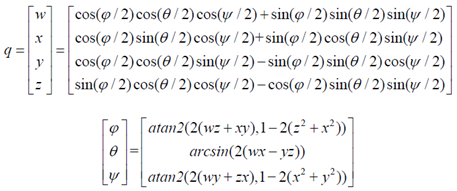 q = [w x y z] = [cos(φ/2)cos(θ/2)cos(ψ/2)+sin(φ/2)sin(θ/2)sin(ψ/2)
cos(φ/2)sin(θ/2)cos(ψ/2)+sin(φ/2)cos(θ/2)sin(ψ/2)
cos(φ/2)cos(θ/2)sin(ψ/2)−sin(φ/2)sin(θ/2)cos(ψ/2)
sin(φ/2)cos(θ/2)cos(ψ/2)−cos(φ/2)sin(θ/2)sin(ψ/2)]
[φ θ ψ] = [atan2(2(wz+xy),1−2(z²+x²))
arcsin(2(wx−yz))
atan2(2(wy+zx),1−2(x²+y²))]